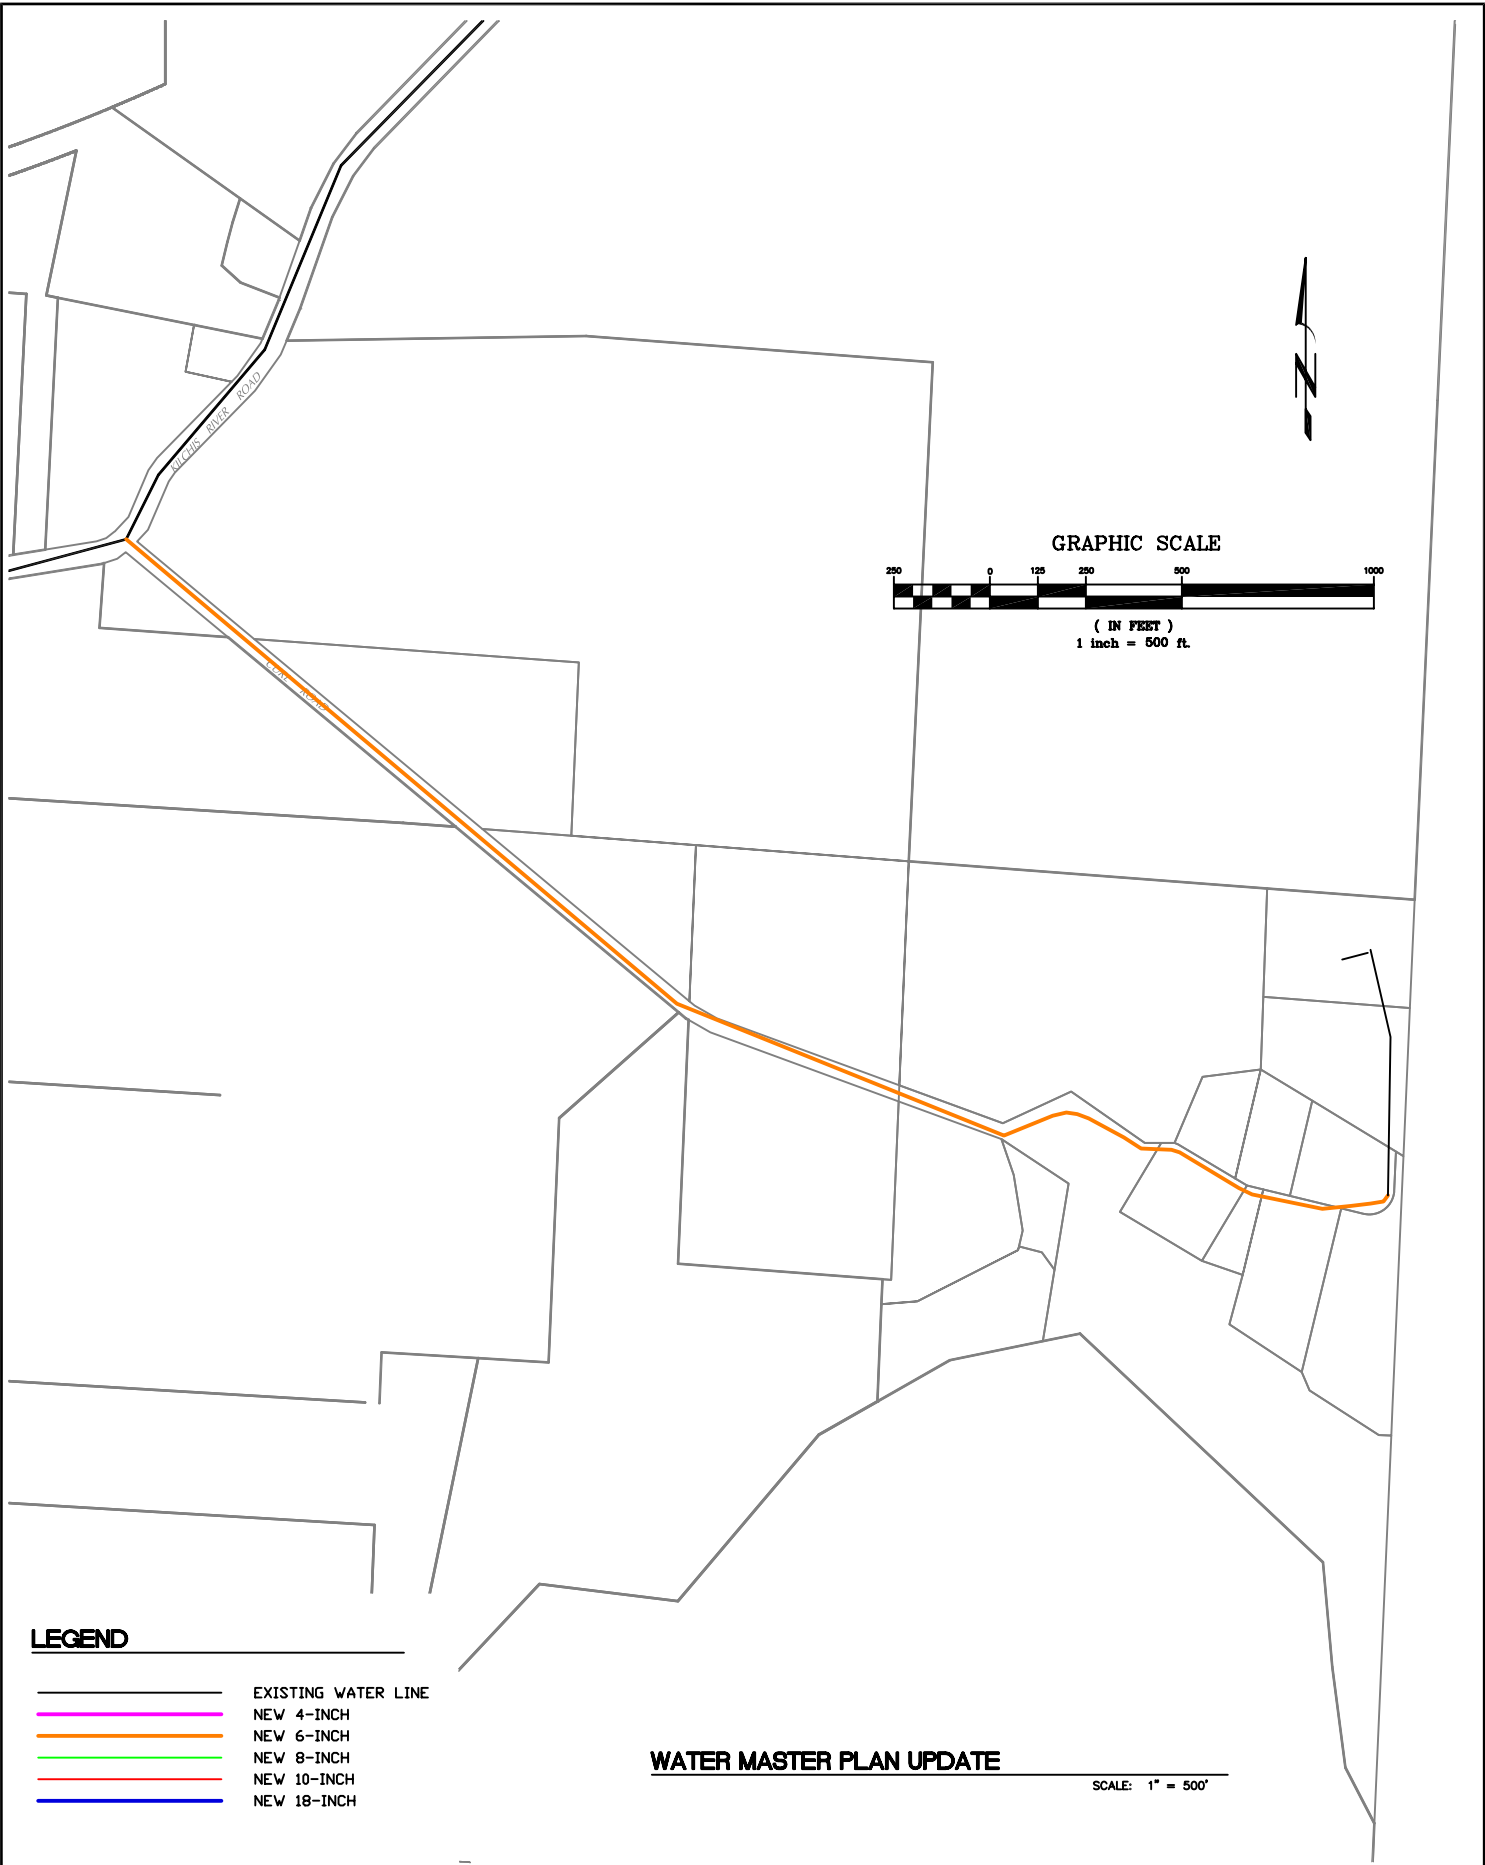 KILCHIS RIVER ROAD
N
GRAPHIC SCALE
250 0 125 250 500 1000
( IN FEET )
1 inch = 500 ft.
ROAD
LEGEND
EXISTING WATER LINE
NEW 4-INCH
NEW 6-INCH
NEW 8-INCH
NEW 10-INCH
NEW 18-INCH
WATER MASTER PLAN UPDATE
SCALE: 1" = 500'